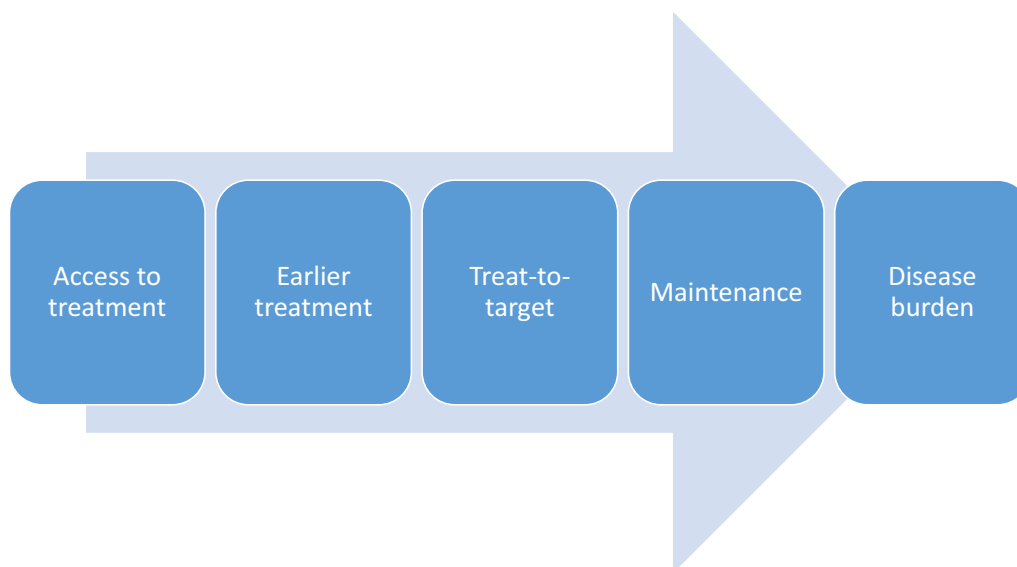 Access to
treatment
Earlier
treatment
Treat-to-
target
Maintenance
Disease
burden